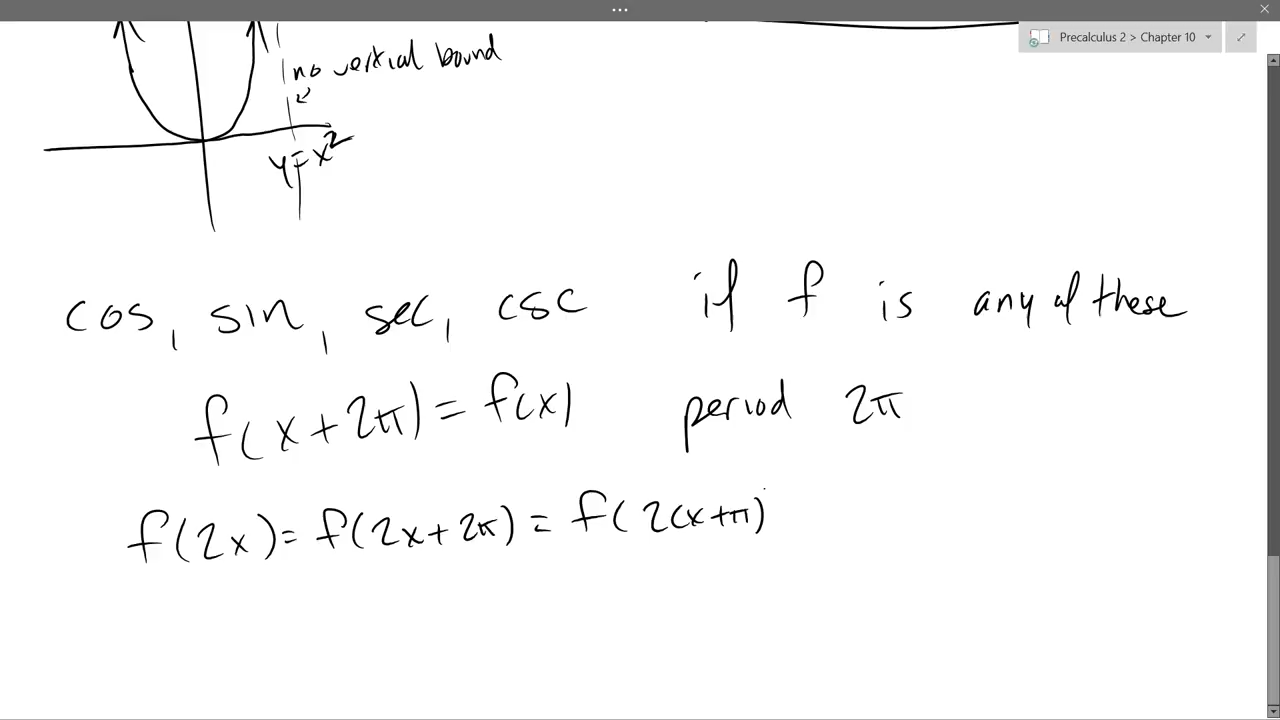 Precalculus 2 > Chapter 10
no vertical bound
y=x²
cos, sin, sec, csc if f is any of these
f(x+2π)=f(x) period 2π
f(2x)=f(2x+2π)=f(2(x+π)